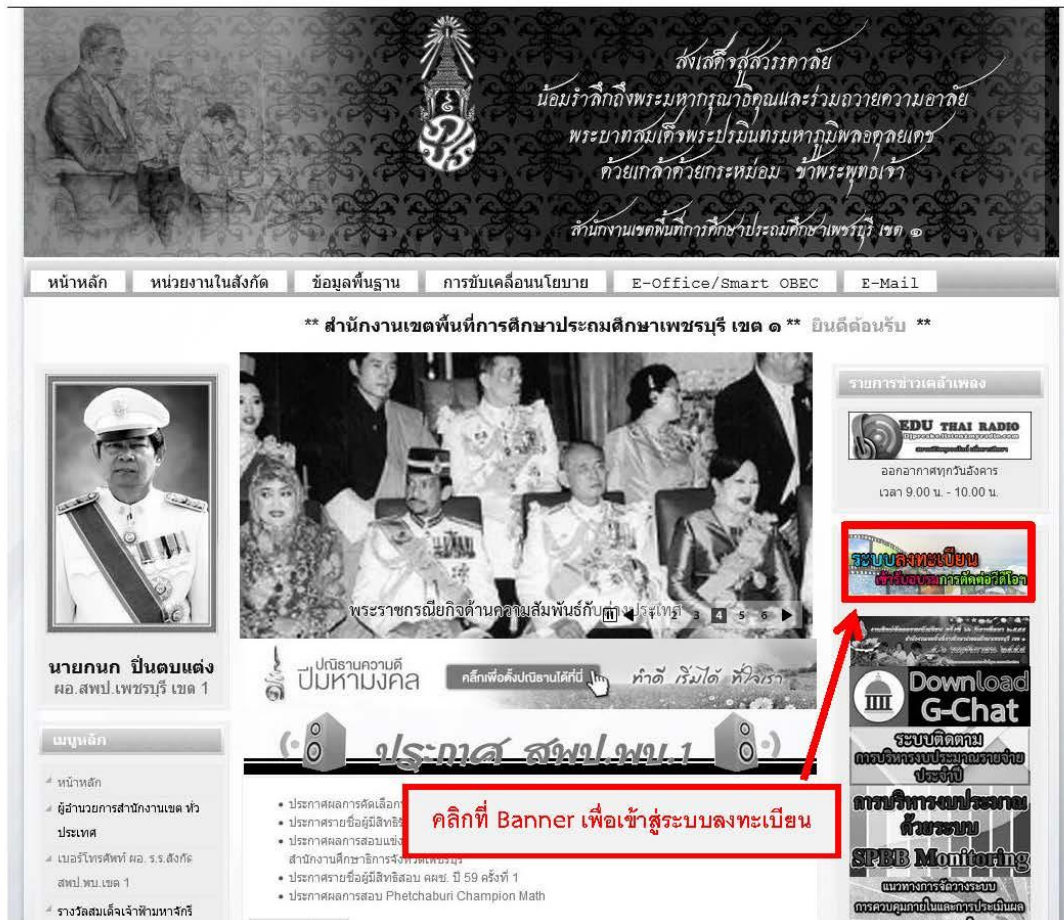 ส่งเสด็จสู่สวรรคาลัย
น้อมรำลึกถึงพระมหากรุณาธิคุณและร่วมถวายความอาลัย
พระบาทสมเด็จพระปรมินทรมหาภูมิพลอดุลยเดช
ด้วยเกล้าด้วยกระหม่อม ข้าพระพุทธเจ้า
สำนักงานเขตพื้นที่การศึกษาประถมศึกษาเพชรบุรี เขต ๑
หน้าหลัก หน่วยงานในสังกัด ข้อมูลพื้นฐาน การขับเคลื่อนนโยบาย E-Office/Smart OBEC E-Mail
** สำนักงานเขตพื้นที่การศึกษาประถมศึกษาเพชรบุรี เขต ๑ ** ยินดีต้อนรับ **
นายกนก ปิ่นตบแต่ง
ผอ.สพป.เพชรบุรี เขต 1
เมนูหลัก
หน้าหลัก
ผู้อำนวยการสำนักงานเขต ทั่ว
ประเทศ
เบอร์โทรศัพท์ ผอ. ร.ร.สังกัด
สพป.พบ.เขต 1
รางวัลสมเด็จเจ้าฟ้ามหาจักรี
พระราชกรณียกิจด้านความสัมพันธ์กับต่างประเทศ
1 2 3 4 5 6
ปณิธานความดี
ปีมหามงคล
คลิ๊กเพื่อตั้งปณิธานได้ที่นี่
ทำดี เริ่มได้ ที่ใจเรา
ประกาศ สพป.พบ.1
ประกาศผลการคัดเลือก
ประกาศรายชื่อผู้มีสิทธิ
ประกาศผลการสอบแข่ง
สำนักงานศึกษาธิการจังหวัดเพชรบุรี
ประกาศรายชื่อผู้มีสิทธิสอบ คผช. ปี 59 ครั้งที่ 1
ประกาศผลการสอบ Phetchaburi Champion Math
คลิกที่ Banner เพื่อเข้าสู่ระบบลงทะเบียน
รายการข่าวเคล้าเพลง
EDU THAI RADIO
ออกอากาศทุกวันอังคาร
เวลา 9.00 น. - 10.00 น.
ระบบลงทะเบียน
เข้ารับอบรมการตัดต่อวีดีโอฯ
Download
G-Chat
ระบบติดตาม
การบริหารงบประมาณรายจ่าย
ประจำปี
การบริหารงบประมาณ
ด้วยระบบ
SPBB Monitoring
แนวทางการจัดวางระบบ
การควบคุมภายในและการประเมินผล